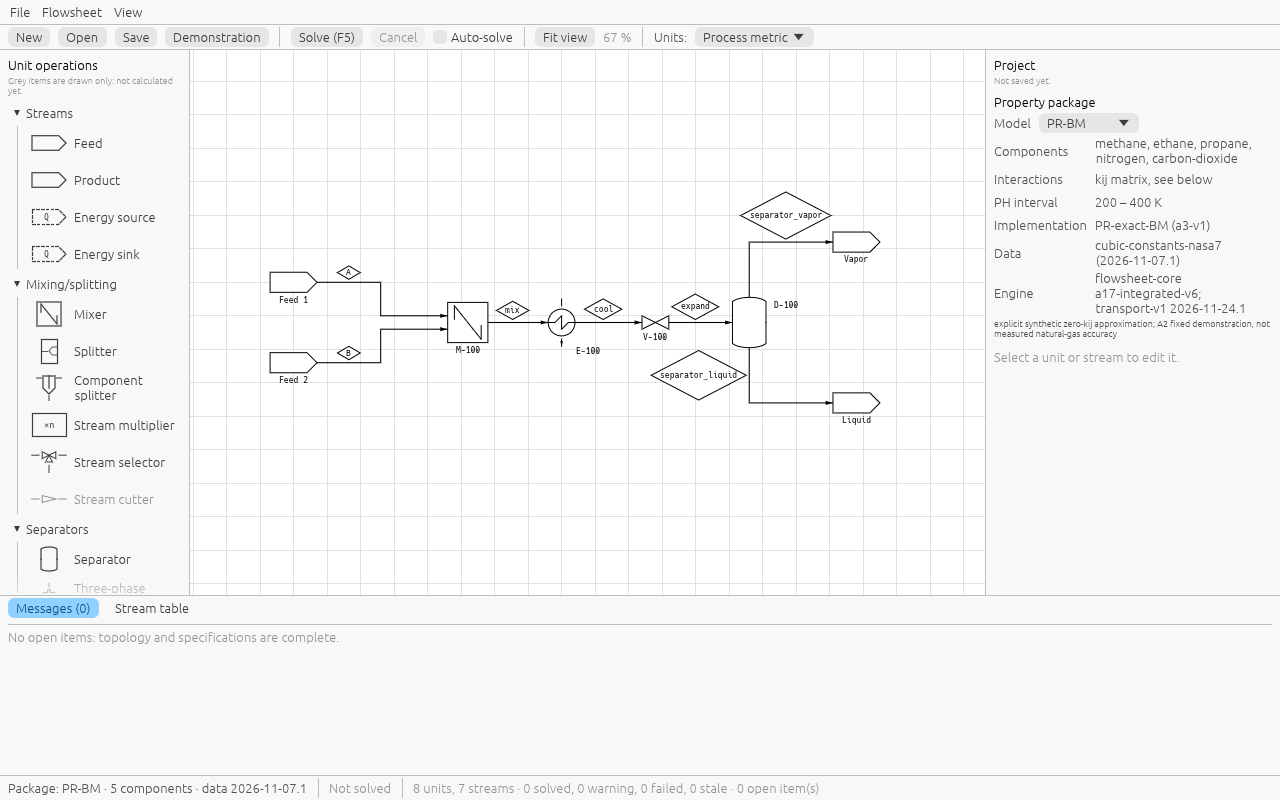 File Flowsheet View
New Open Save Demonstration Solve (F5) Cancel Auto-solve Fit view 67 % Units: Process metric
Unit operations
Grey items are drawn only: not calculated
yet.
Streams
Feed
Product
Q Energy source
Q Energy sink
Mixing/splitting
Mixer
Splitter
Component
splitter
×n Stream multiplier
Stream selector
Stream cutter
Separators
Separator
Three-phase
separator_vapor
Vapor
A
Feed 1
mix
cool
expand
D-100
M-100
E-100
V-100
B
Feed 2
separator_liquid
Liquid
Project
Not saved yet.
Property package
Model PR-BM
Components methane, ethane, propane,
nitrogen, carbon-dioxide
Interactions kij matrix, see below
PH interval 200 – 400 K
Implementation PR-exact-BM (a3-v1)
Data cubic-constants-nasa7
(2026-11-07.1)
Engine flowsheet-core
a17-integrated-v6;
transport-v1 2026-11-24.1
explicit synthetic zero-kij approximation; A2 fixed demonstration, not
measured natural-gas accuracy
Select a unit or stream to edit it.
Messages (0) Stream table
No open items: topology and specifications are complete.
Package: PR-BM · 5 components · data 2026-11-07.1 Not solved 8 units, 7 streams · 0 solved, 0 warning, 0 failed, 0 stale · 0 open item(s)